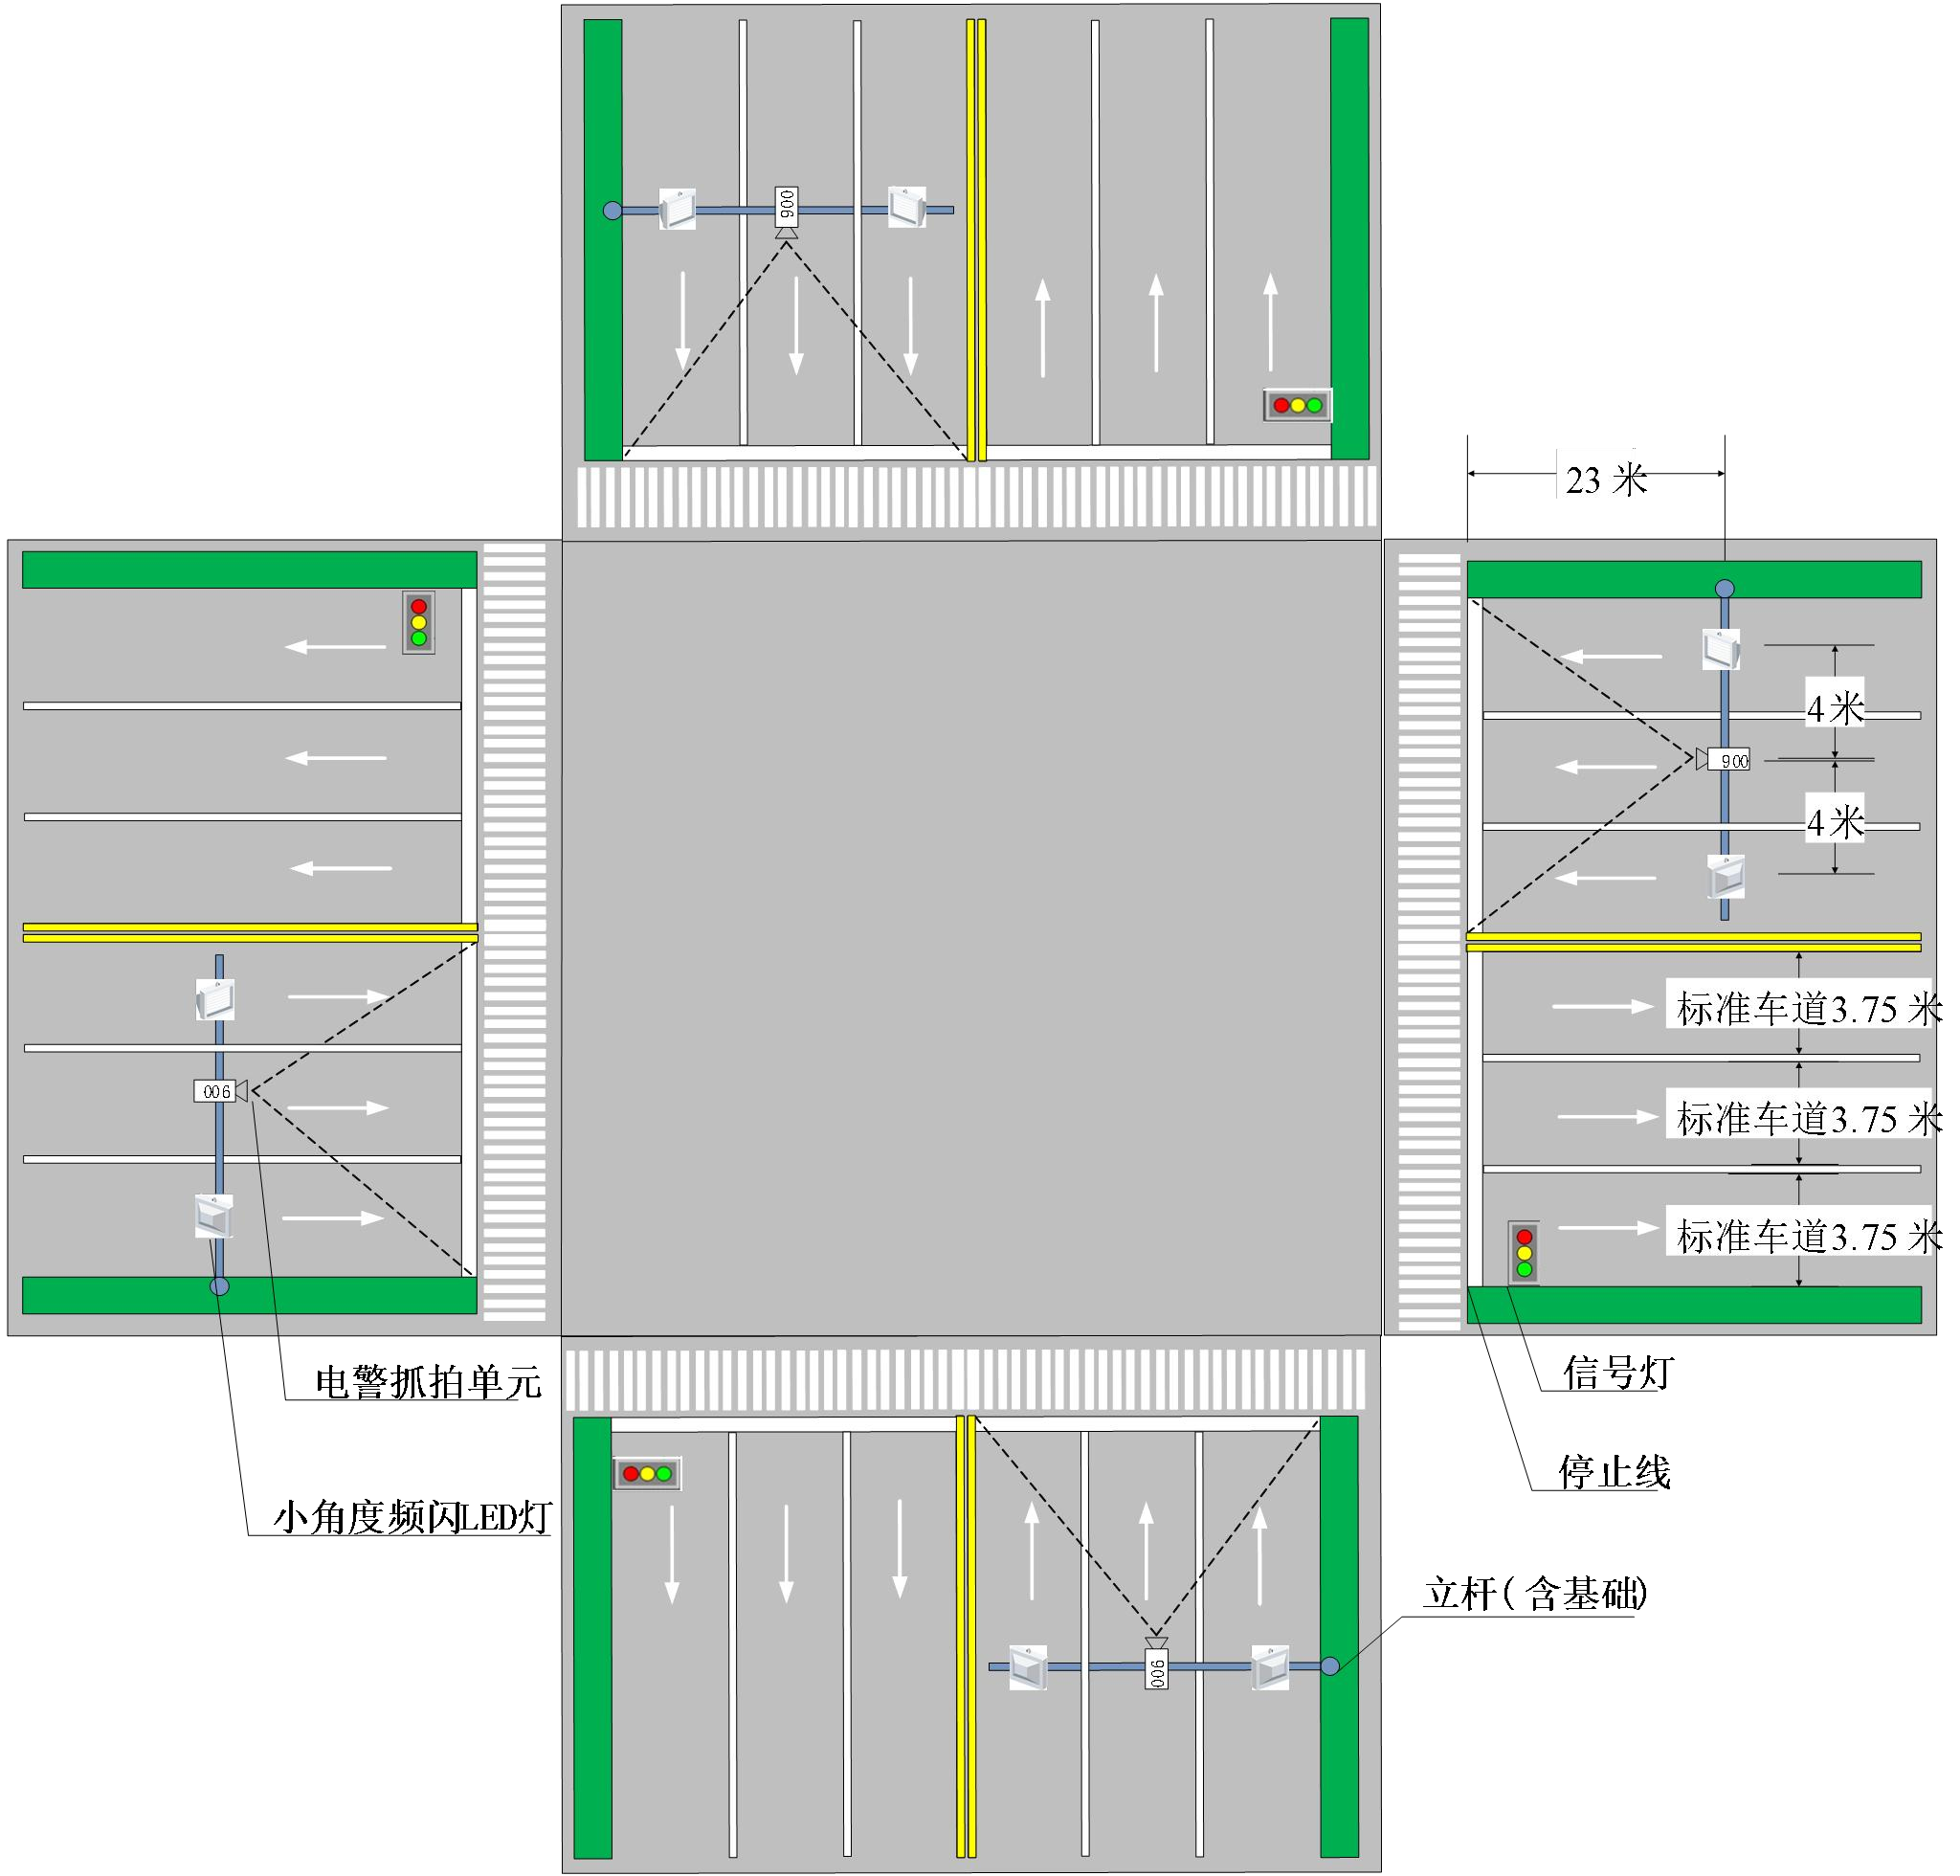 900
23 米
4米
900
4米
标准车道3.75 米
006
标准车道3.75 米
标准车道3.75 米
电警抓拍单元
信号灯
停止线
小角度频闪LED灯
立杆(含基础)
006